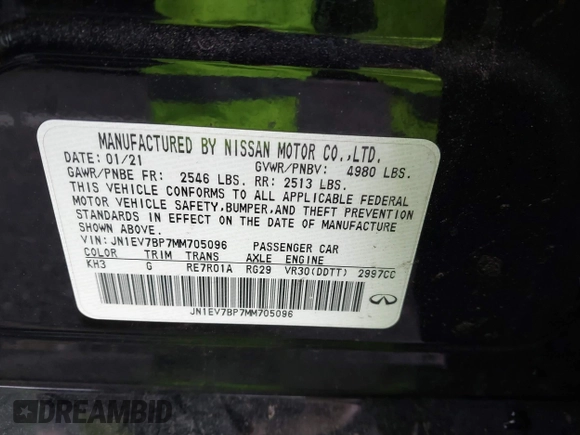 MANUFACTURED BY NISSAN MOTOR CO.,LTD.
DATE: 01/21 GVWR/PNBV: 4980 LBS.
GAWR/PNBE FR: 2546 LBS. RR: 2513 LBS.
THIS VEHICLE CONFORMS TO ALL APPLICABLE FEDERAL
MOTOR VEHICLE SAFETY, BUMPER, AND THEFT PREVENTION
STANDARDS IN EFFECT ON THE DATE OF MANUFACTURE
SHOWN ABOVE.
VIN: JN1EV7BP7MM705096 PASSENGER CAR
COLOR TRIM TRANS AXLE ENGINE
KH3 G RE7R01A RG29 VR30(DDTT) 2997CC
JN1EV7BP7MM705096
DREAMBID